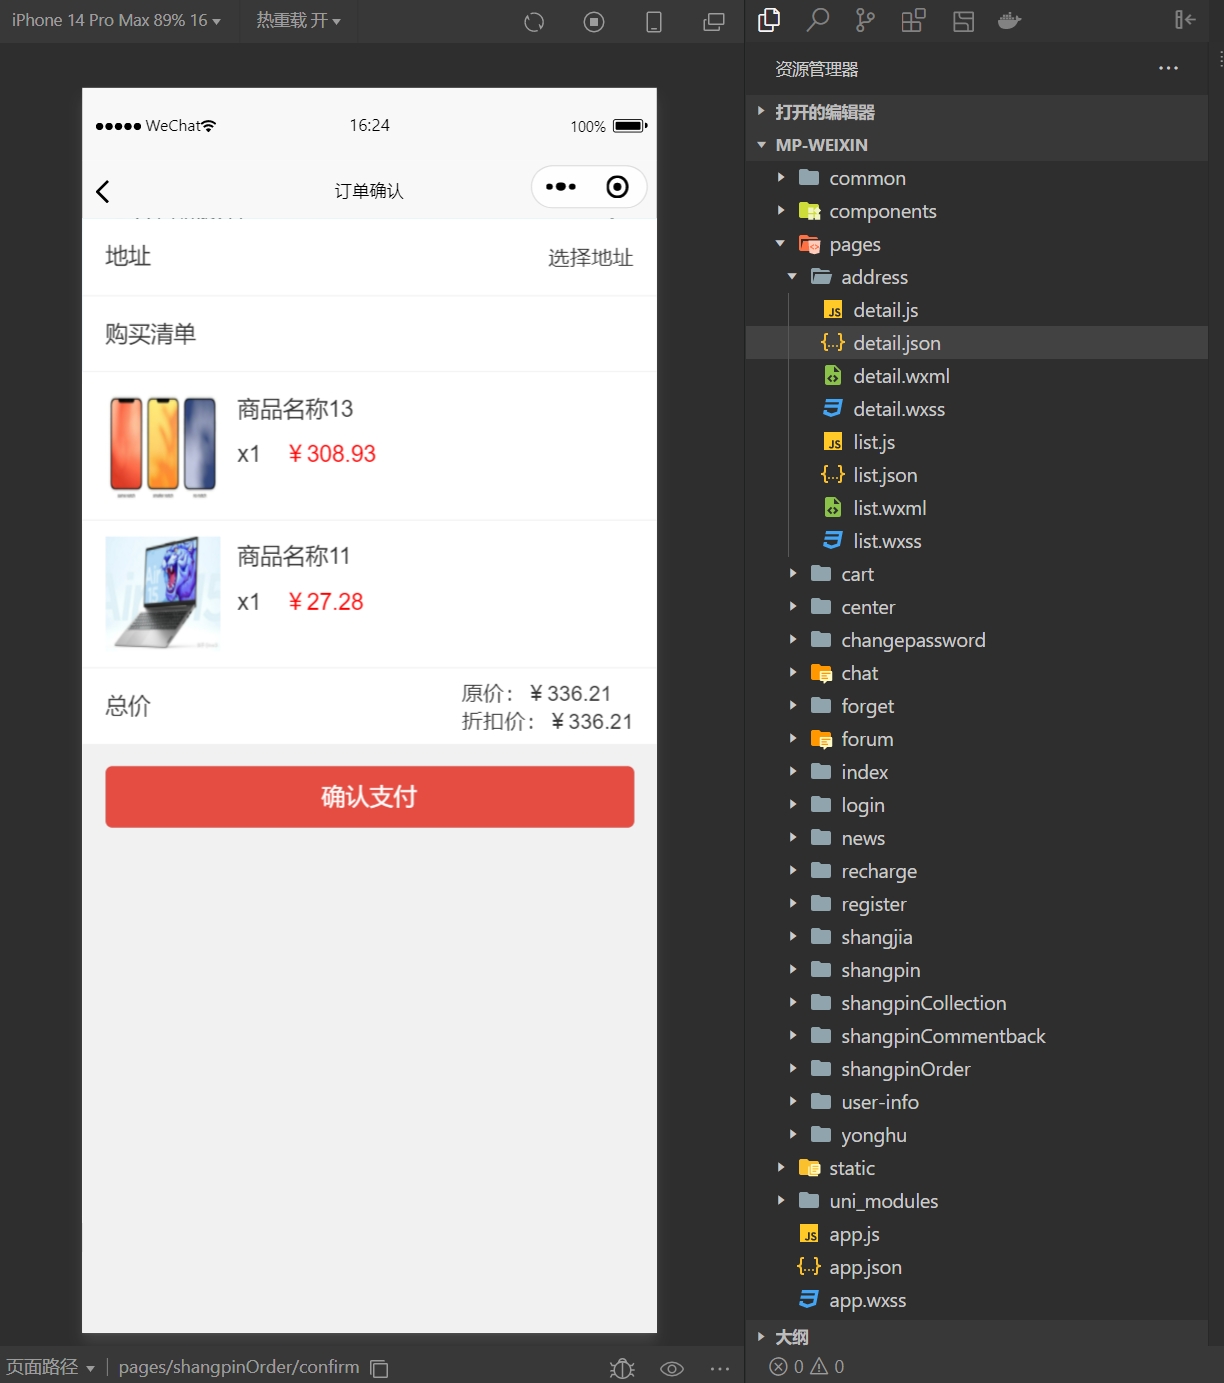 iPhone 14 Pro Max 89% 16
热重载 开
WeChat
16:24
100%
订单确认
地址
选择地址
购买清单
商品名称13
x1 ¥308.93
商品名称11
x1 ¥27.28
总价
原价：¥336.21
折扣价：¥336.21
确认支付
页面路径
pages/shangpinOrder/confirm
资源管理器
打开的编辑器
MP-WEIXIN
common
components
pages
address
detail.js
detail.json
detail.wxml
detail.wxss
list.js
list.json
list.wxml
list.wxss
cart
center
changepassword
chat
forget
forum
index
login
news
recharge
register
shangjia
shangpin
shangpinCollection
shangpinCommentback
shangpinOrder
user-info
yonghu
static
uni_modules
app.js
app.json
app.wxss
大纲
0 0